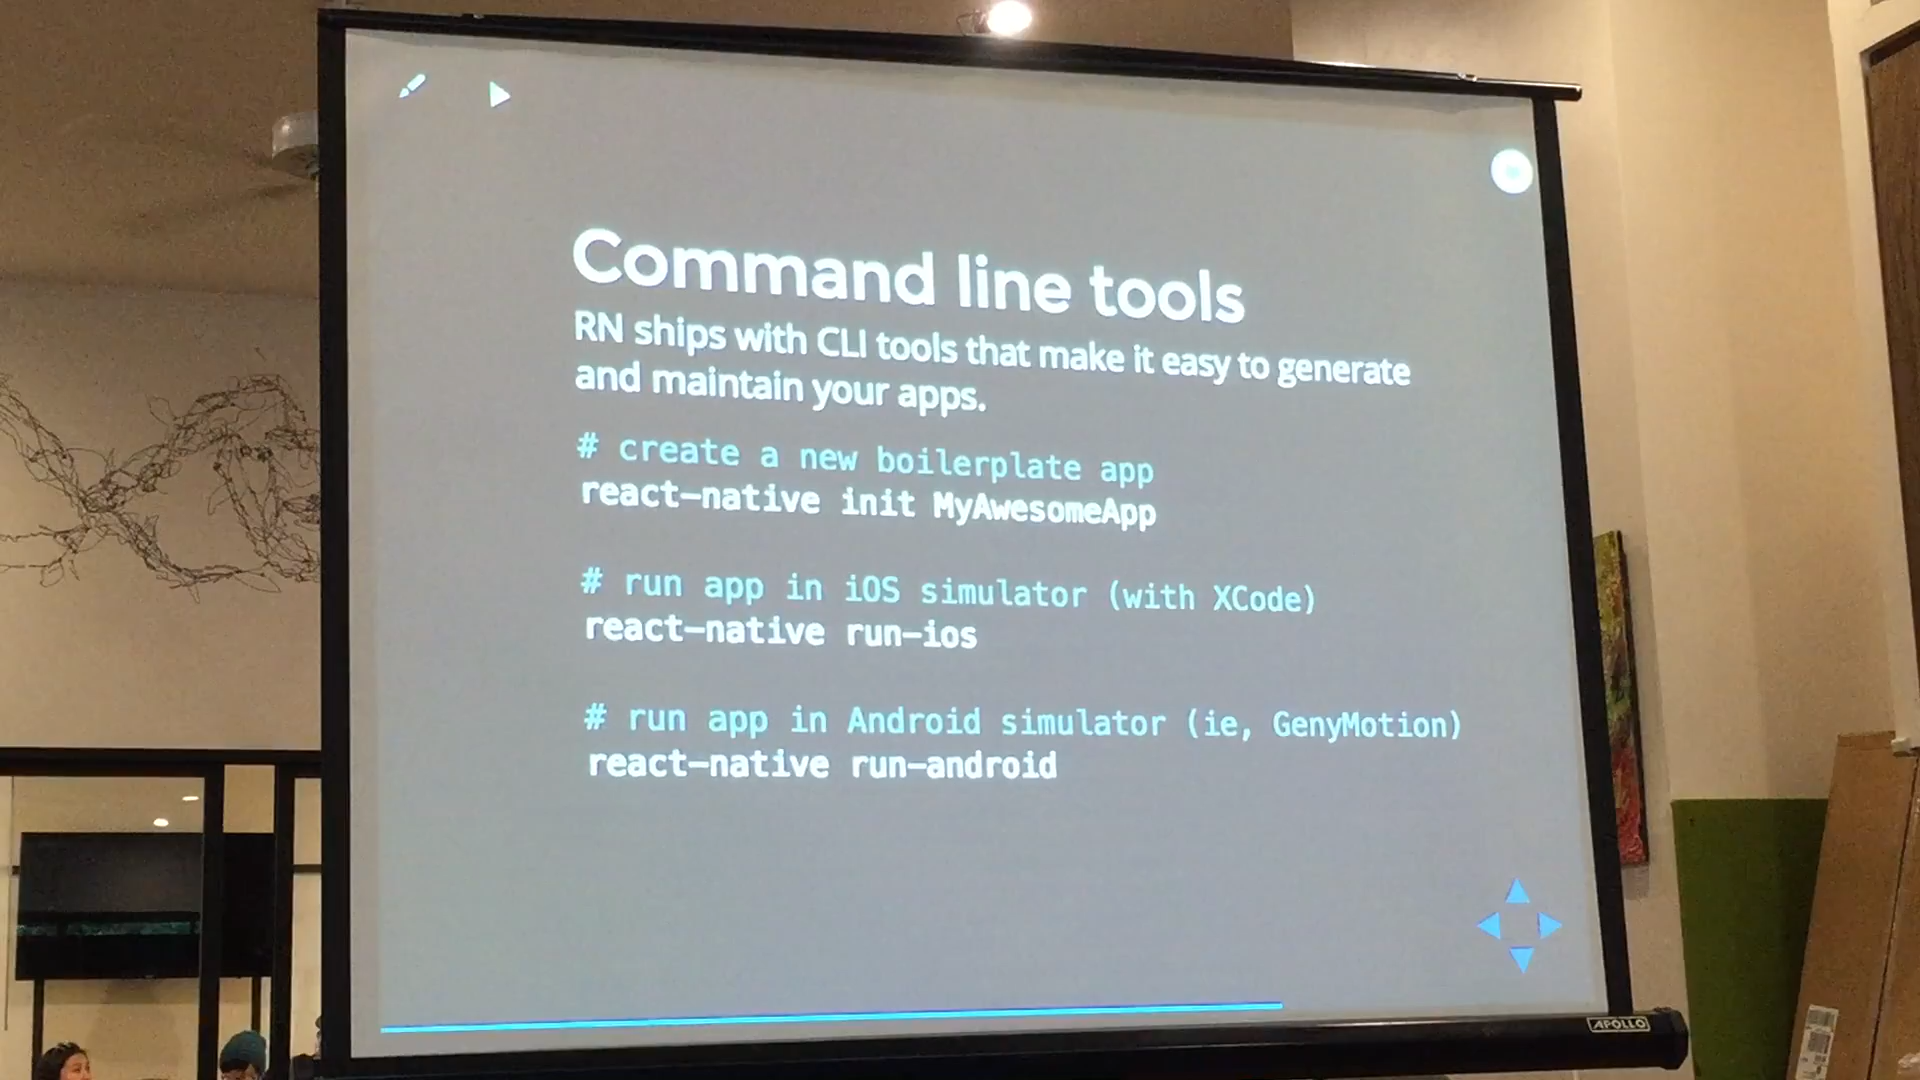 Command line tools
RN ships with CLI tools that make it easy to generate
and maintain your apps.
# create a new boilerplate app
react-native init MyAwesomeApp
# run app in iOS simulator (with XCode)
react-native run-ios
# run app in Android simulator (ie, GenyMotion)
react-native run-android
APOLLO